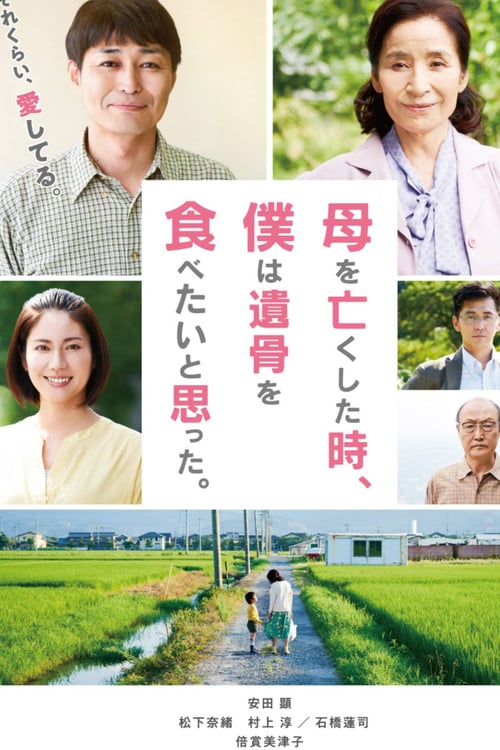 それくらい、愛してる。
母を亡くした時、
僕は遺骨を
食べたいと思った。
安田 顕
松下奈緒 村上 淳 ／ 石橋蓮司
倍賞美津子